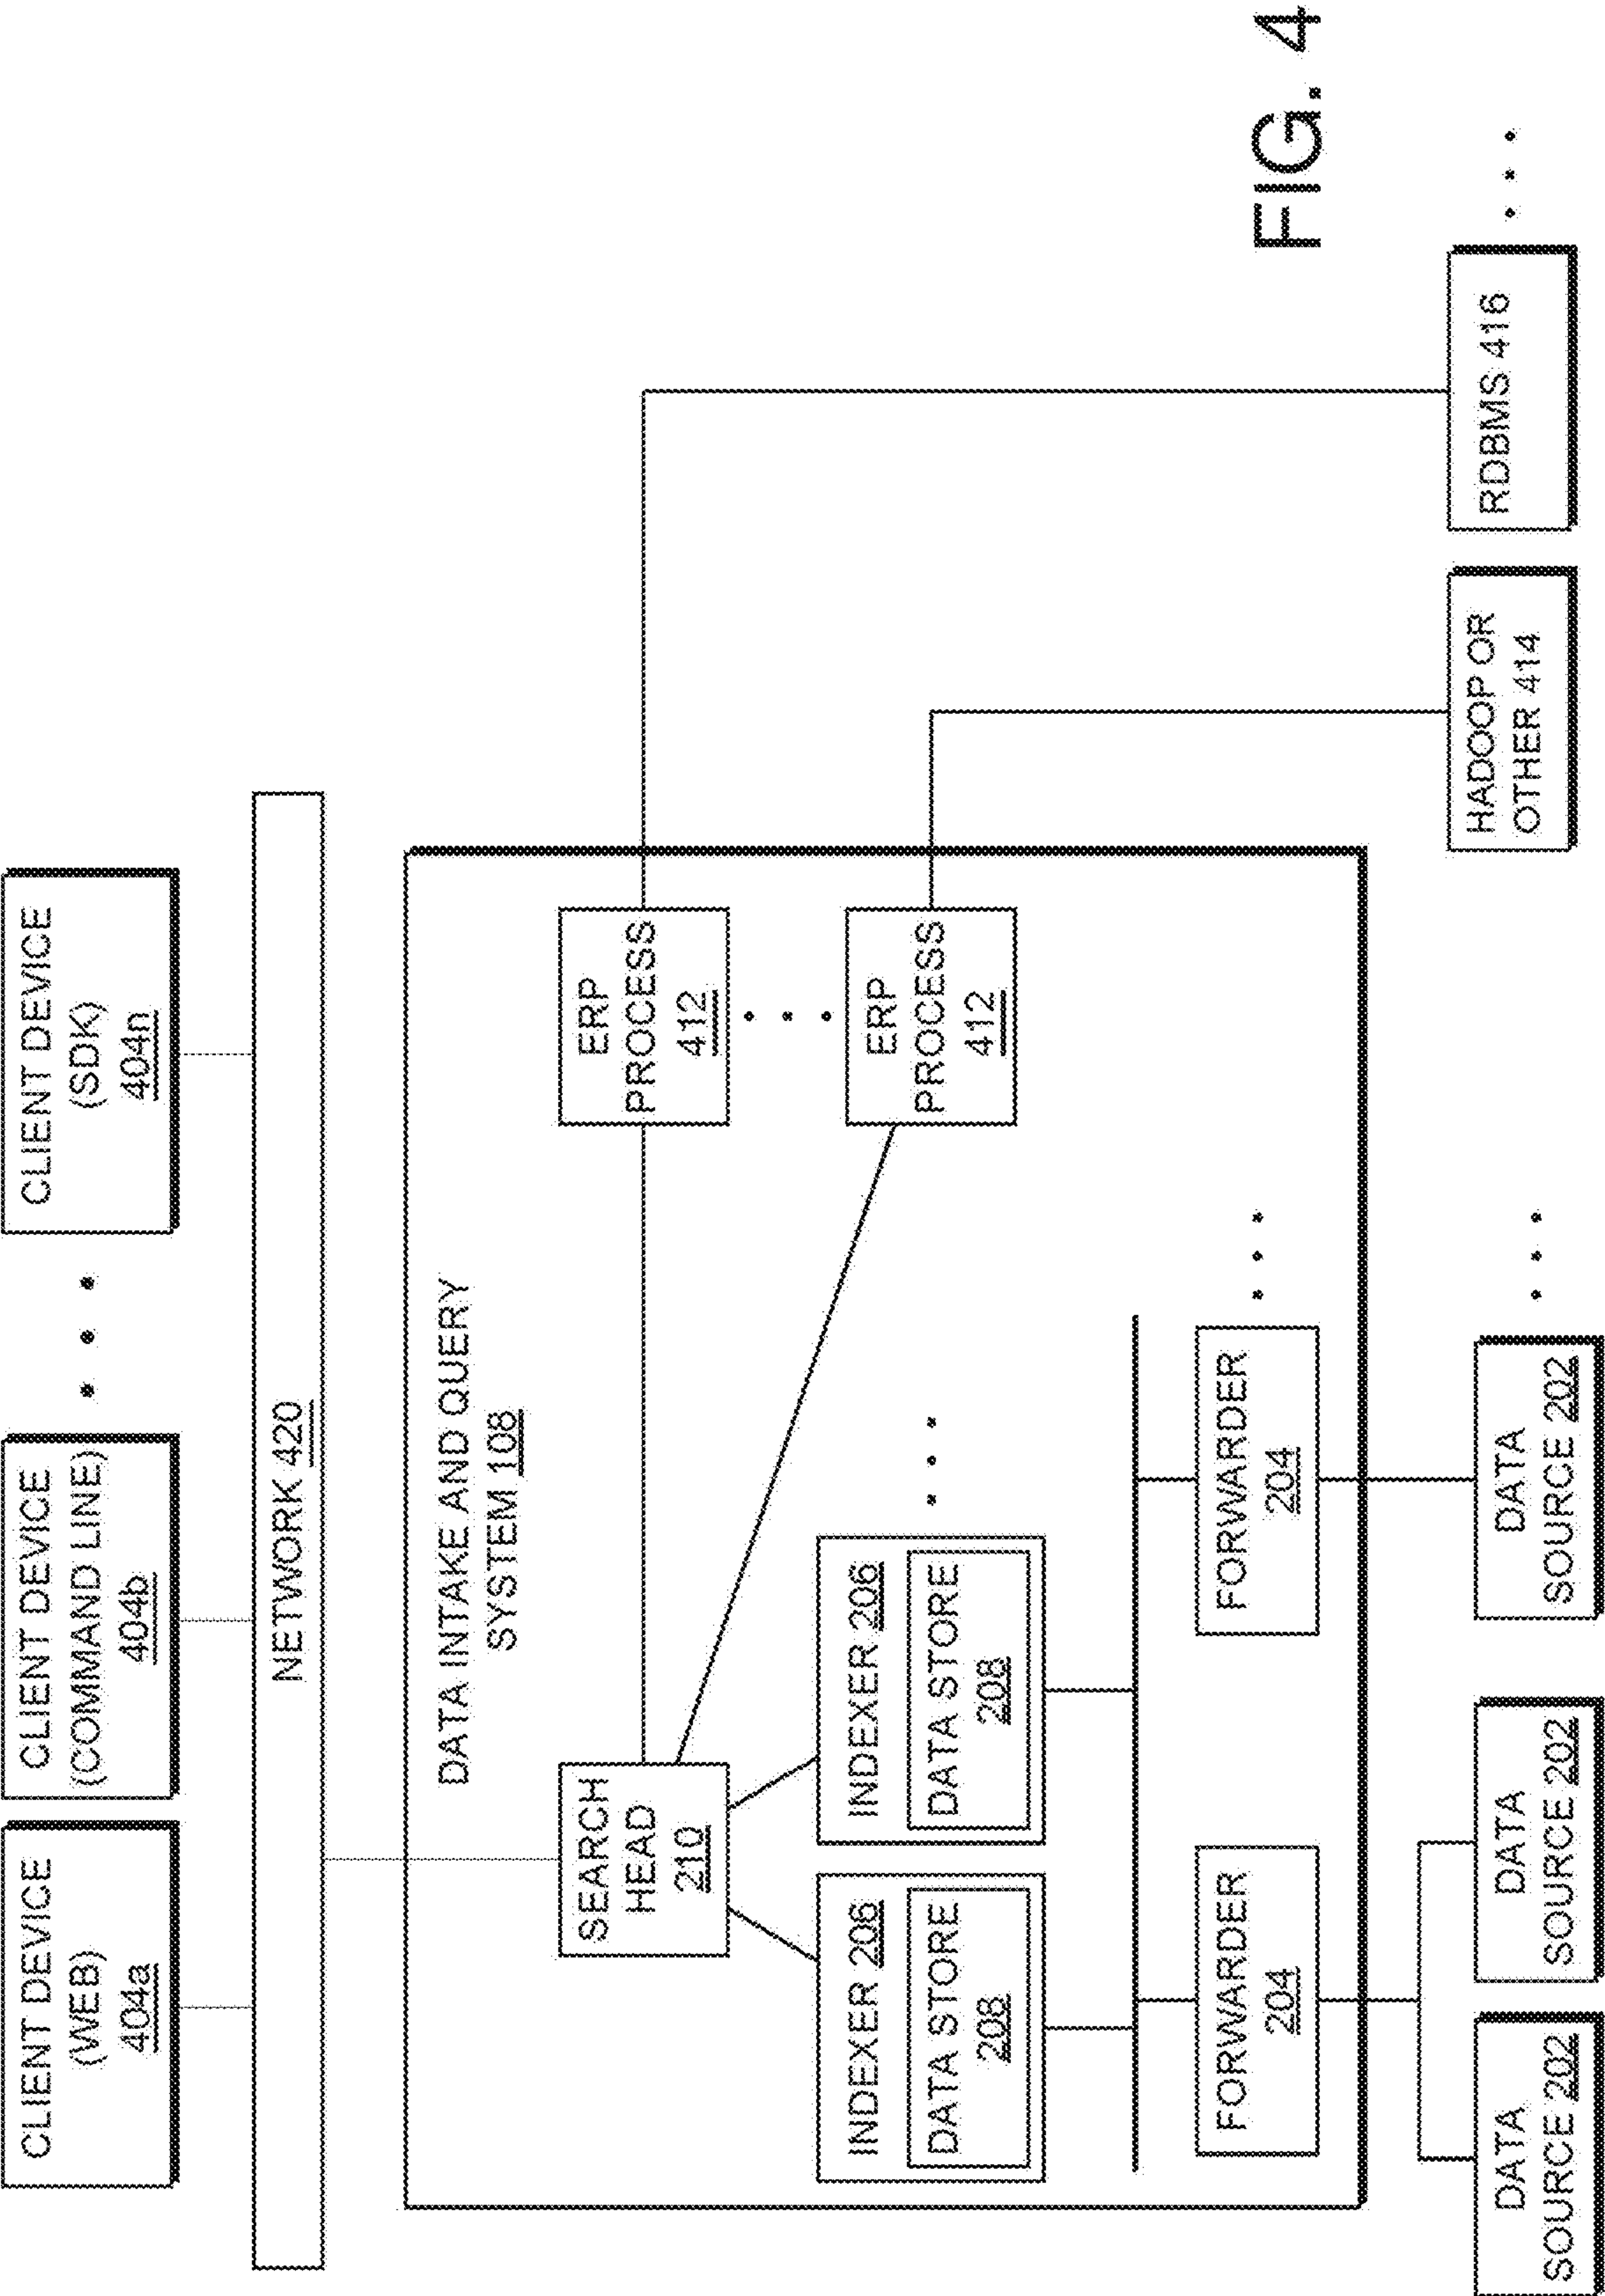 CLIENT DEVICE
(WEB)
404a
CLIENT DEVICE
(COMMAND LINE)
404b
CLIENT DEVICE
(SDK)
404n
NETWORK 420
DATA INTAKE AND QUERY
SYSTEM 108
SEARCH
HEAD
210
ERP
PROCESS
412
ERP
PROCESS
412
INDEXER 206
DATA STORE
208
INDEXER 206
DATA STORE
208
FORWARDER
204
FORWARDER
204
DATA
SOURCE 202
DATA
SOURCE 202
DATA
SOURCE 202
HADOOP OR
OTHER 414
RDBMS 416
FIG. 4